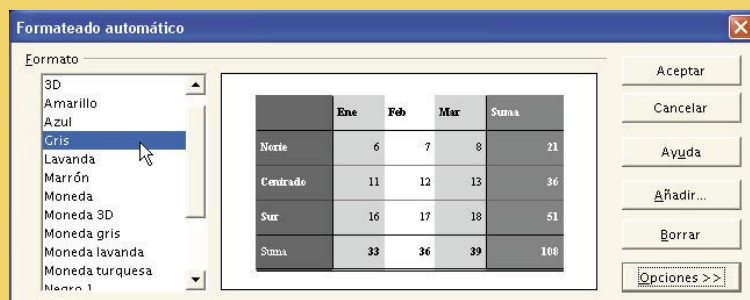 Formateado automático
Formato
3D
Amarillo
Azul
Gris
Lavanda
Marrón
Moneda
Moneda 3D
Moneda gris
Moneda lavanda
Moneda turquesa
Negro 1
Ene Feb Mar Suma
Norte 6 7 8 21
Centrado 11 12 13 36
Sur 16 17 18 51
Suma 33 36 39 108
Aceptar
Cancelar
Ayuda
Añadir...
Borrar
Opciones >>